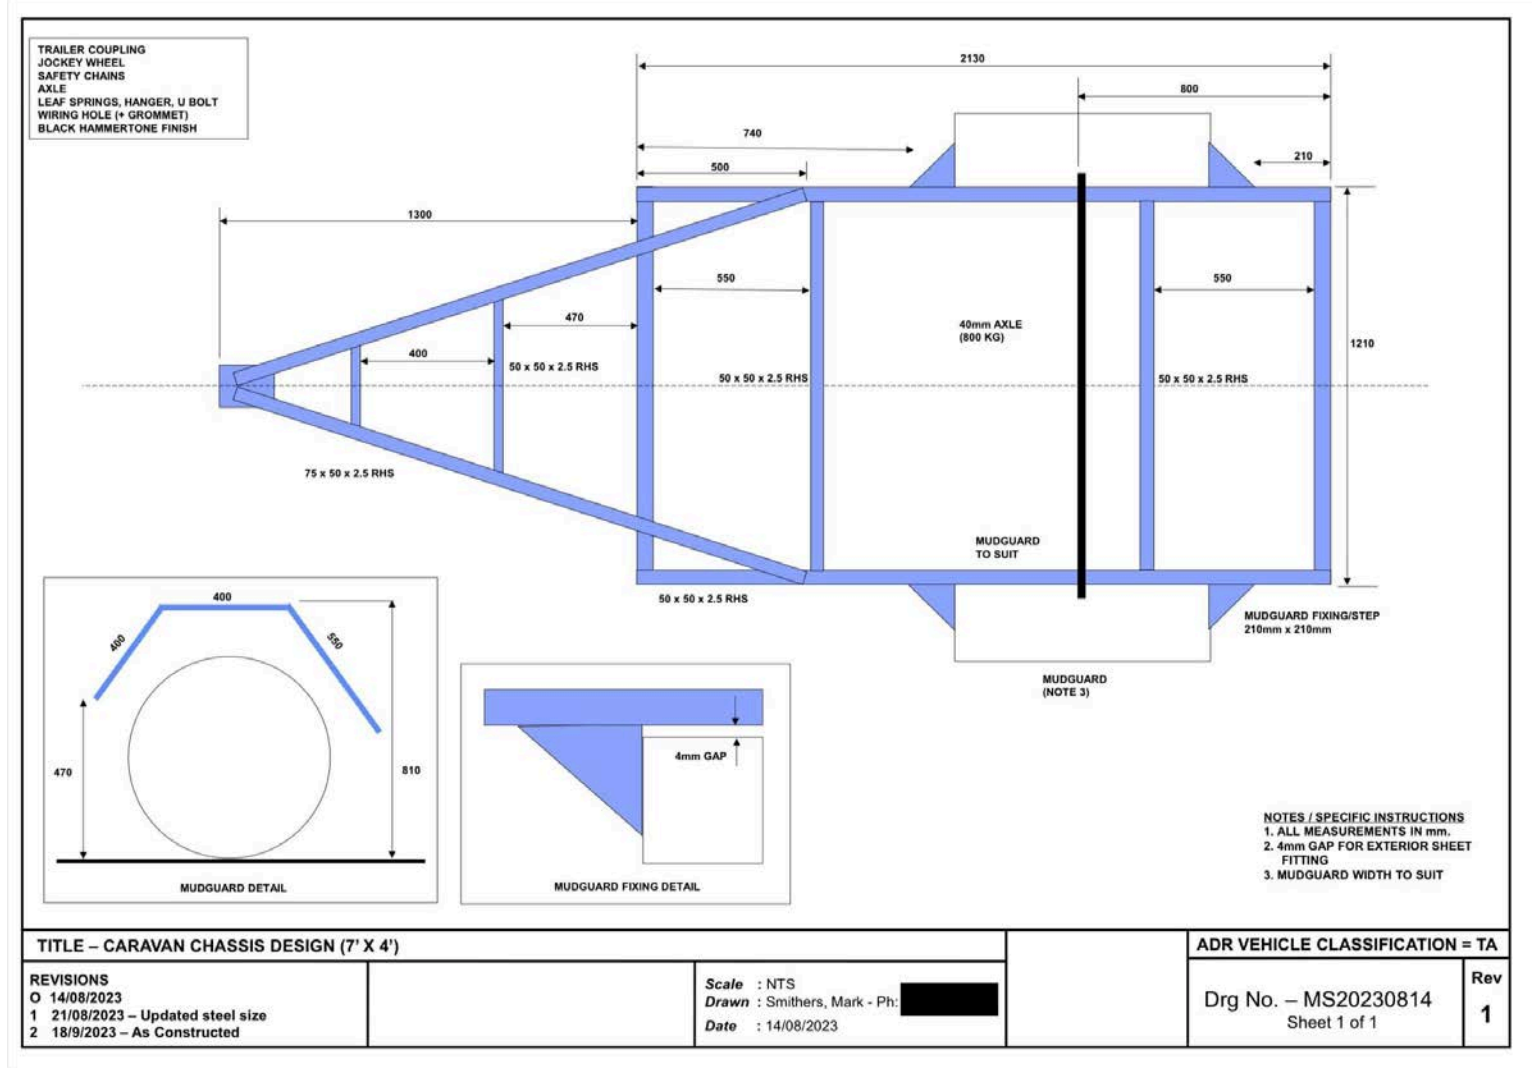 TRAILER COUPLING
JOCKEY WHEEL
SAFETY CHAINS
AXLE
LEAF SPRINGS, HANGER, U BOLT
WIRING HOLE (+ GROMMET)
BLACK HAMMERTONE FINISH
2130
800
740
210
500
1300
550
550
470
40mm AXLE
(800 KG)
1210
400
50 x 50 x 2.5 RHS
50 x 50 x 2.5 RHS
50 x 50 x 2.5 RHS
75 x 50 x 2.5 RHS
MUDGUARD
TO SUIT
50 x 50 x 2.5 RHS
MUDGUARD FIXING/STEP
210mm x 210mm
MUDGUARD
(NOTE 3)
400
400
550
470
810
MUDGUARD DETAIL
4mm GAP
MUDGUARD FIXING DETAIL
NOTES / SPECIFIC INSTRUCTIONS
1. ALL MEASUREMENTS IN mm.
2. 4mm GAP FOR EXTERIOR SHEET
FITTING
3. MUDGUARD WIDTH TO SUIT
TITLE – CARAVAN CHASSIS DESIGN (7' X 4')
ADR VEHICLE CLASSIFICATION = TA
REVISIONS
O 14/08/2023
1 21/08/2023 – Updated steel size
2 18/9/2023 – As Constructed
Scale : NTS
Drawn : Smithers, Mark - Ph:
Date : 14/08/2023
Drg No. – MS20230814
Sheet 1 of 1
Rev
1